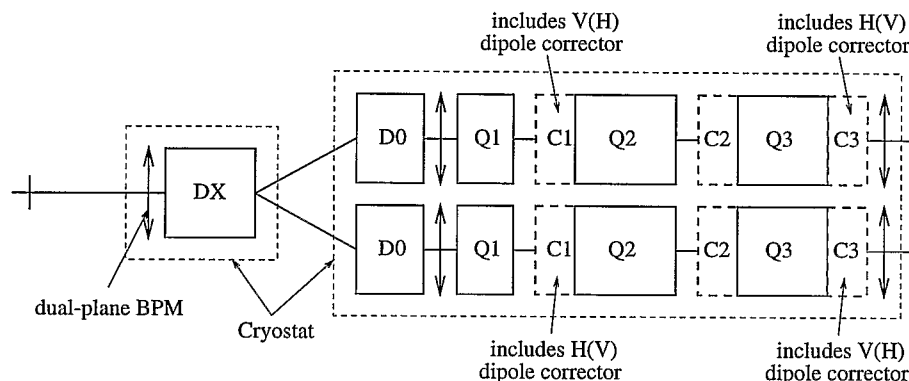 includes V(H)
dipole corrector
includes H(V)
dipole corrector
D0
Q1
C1
Q2
C2
Q3
C3
DX
D0
Q1
C1
Q2
C2
Q3
C3
dual-plane BPM
Cryostat
includes H(V)
dipole corrector
includes V(H)
dipole corrector